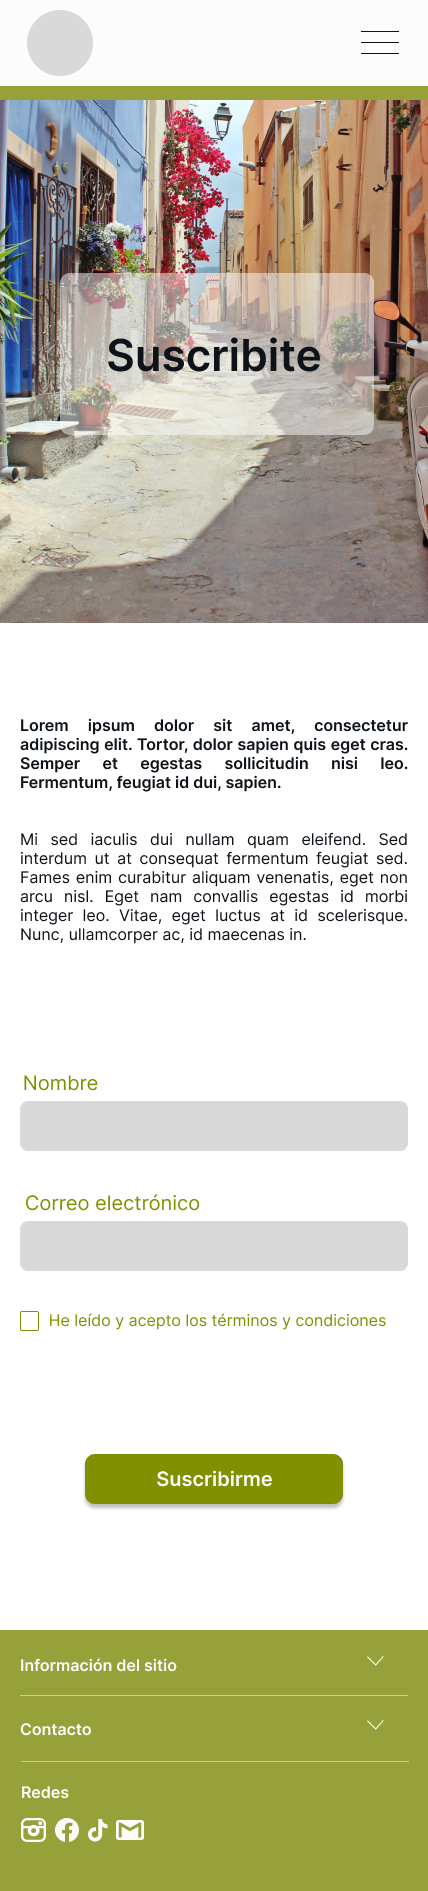 Suscribite
Lorem ipsum dolor sit amet, consectetur
adipiscing elit. Tortor, dolor sapien quis eget cras.
Semper et egestas sollicitudin nisi leo.
Fermentum, feugiat id dui, sapien.
Mi sed iaculis dui nullam quam eleifend. Sed
interdum ut at consequat fermentum feugiat sed.
Fames enim curabitur aliquam venenatis, eget non
arcu nisl. Eget nam convallis egestas id morbi
integer leo. Vitae, eget luctus at id scelerisque.
Nunc, ullamcorper ac, id maecenas in.
Nombre
Correo electrónico
He leído y acepto los términos y condiciones
Suscribirme
Información del sitio
Contacto
Redes